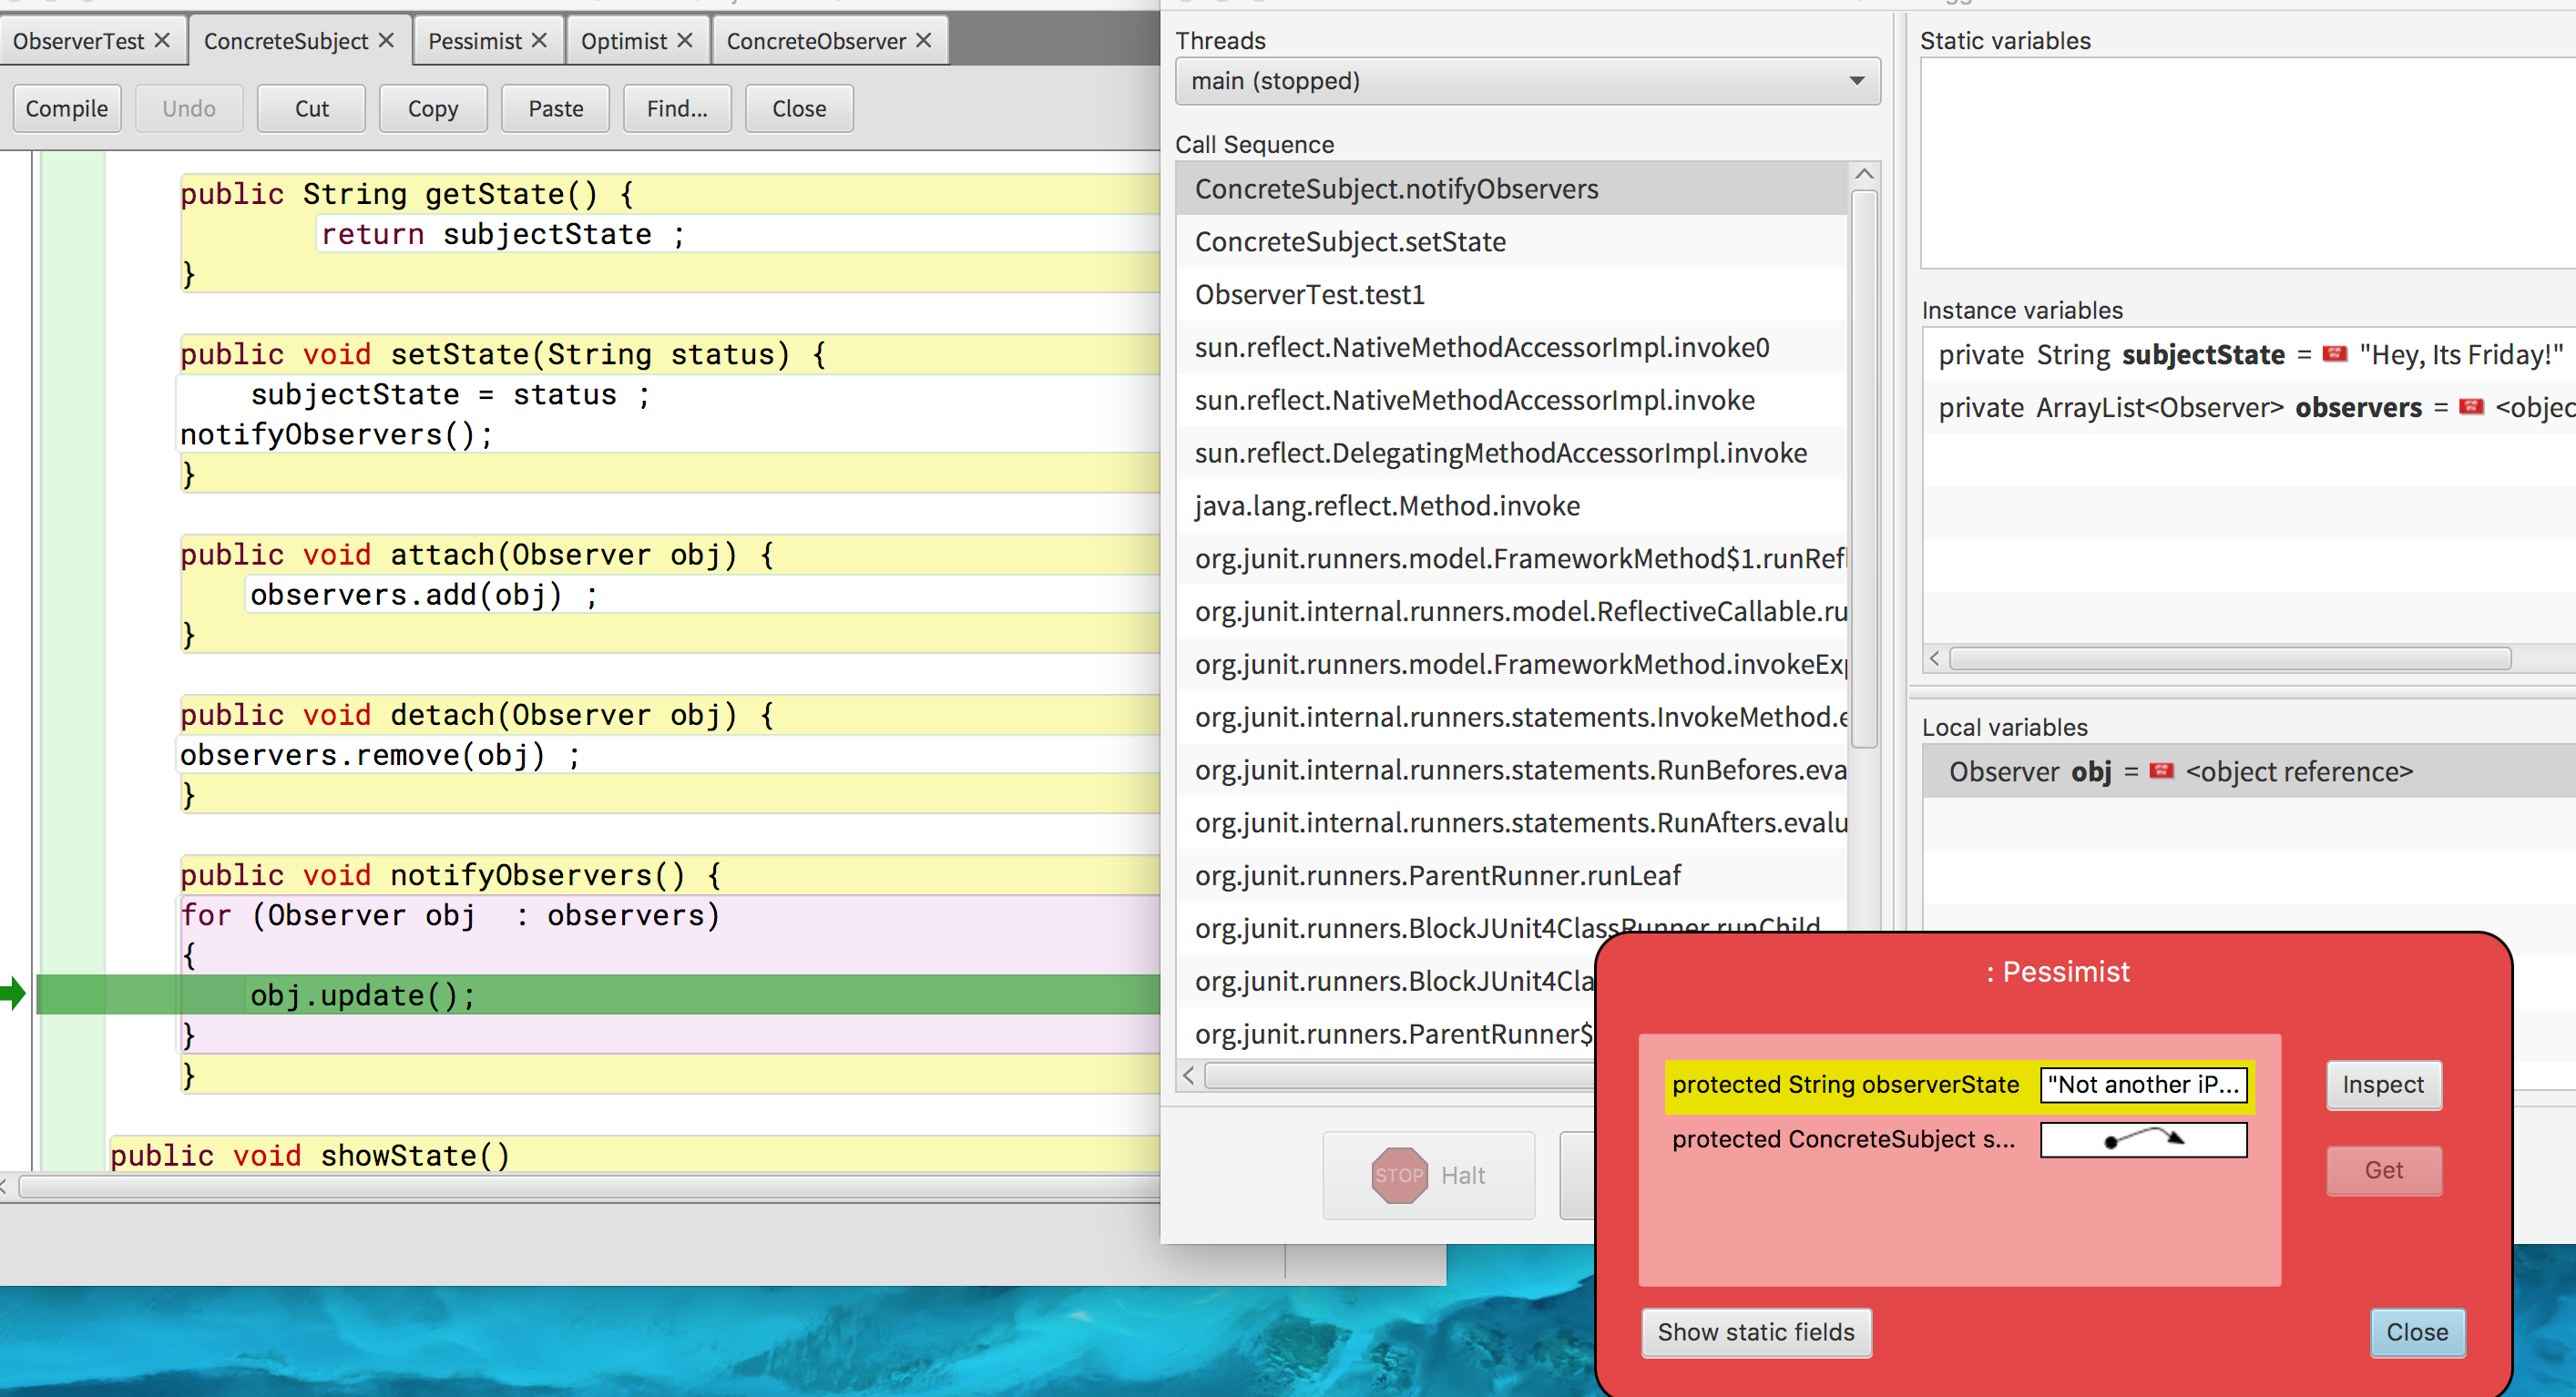 ObserverTest ConcreteSubject Pessimist Optimist ConcreteObserver
Compile Undo Cut Copy Paste Find... Close
public String getState() {
return subjectState ;
}
public void setState(String status) {
subjectState = status ;
notifyObservers();
}
public void attach(Observer obj) {
observers.add(obj) ;
}
public void detach(Observer obj) {
observers.remove(obj) ;
}
public void notifyObservers() {
for (Observer obj  : observers)
{
obj.update();
}
}
public void showState()
Threads
main (stopped)
Call Sequence
ConcreteSubject.notifyObservers
ConcreteSubject.setState
ObserverTest.test1
sun.reflect.NativeMethodAccessorImpl.invoke0
sun.reflect.NativeMethodAccessorImpl.invoke
sun.reflect.DelegatingMethodAccessorImpl.invoke
java.lang.reflect.Method.invoke
org.junit.runners.model.FrameworkMethod$1.runRefl
org.junit.internal.runners.model.ReflectiveCallable.ru
org.junit.runners.model.FrameworkMethod.invokeExp
org.junit.internal.runners.statements.InvokeMethod.e
org.junit.internal.runners.statements.RunBefores.eva
org.junit.internal.runners.statements.RunAfters.evalu
org.junit.runners.ParentRunner.runLeaf
org.junit.runners.BlockJUnit4ClassRunner.runChild
org.junit.runners.BlockJUnit4Cla
org.junit.runners.ParentRunner$
STOP Halt
Static variables
Instance variables
private String subjectState = "Hey, Its Friday!"
private ArrayList<Observer> observers = <objec
Local variables
Observer obj = <object reference>
: Pessimist
protected String observerState "Not another iP...
protected ConcreteSubject s...
Inspect
Get
Show static fields
Close